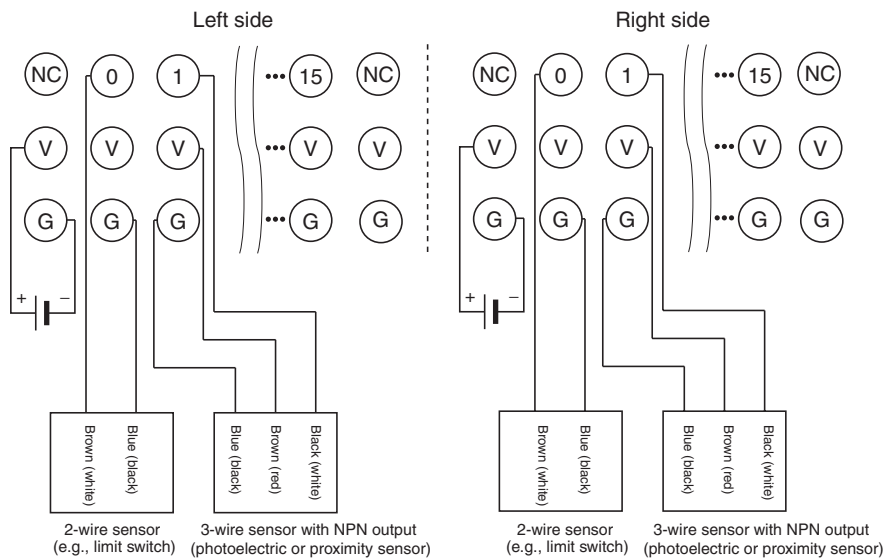 Left side
Right side
NC 0 1 ••• 15 NC
NC 0 1 ••• 15 NC
V V V ••• V V
V V V ••• V V
G G G ••• G G
G G G ••• G G
+ −
+ −
Brown (white)
Blue (black)
Blue (black)
Brown (red)
Black (white)
Brown (white)
Blue (black)
Blue (black)
Brown (red)
Black (white)
2-wire sensor
(e.g., limit switch)
3-wire sensor with NPN output
(photoelectric or proximity sensor)
2-wire sensor
(e.g., limit switch)
3-wire sensor with NPN output
(photoelectric or proximity sensor)